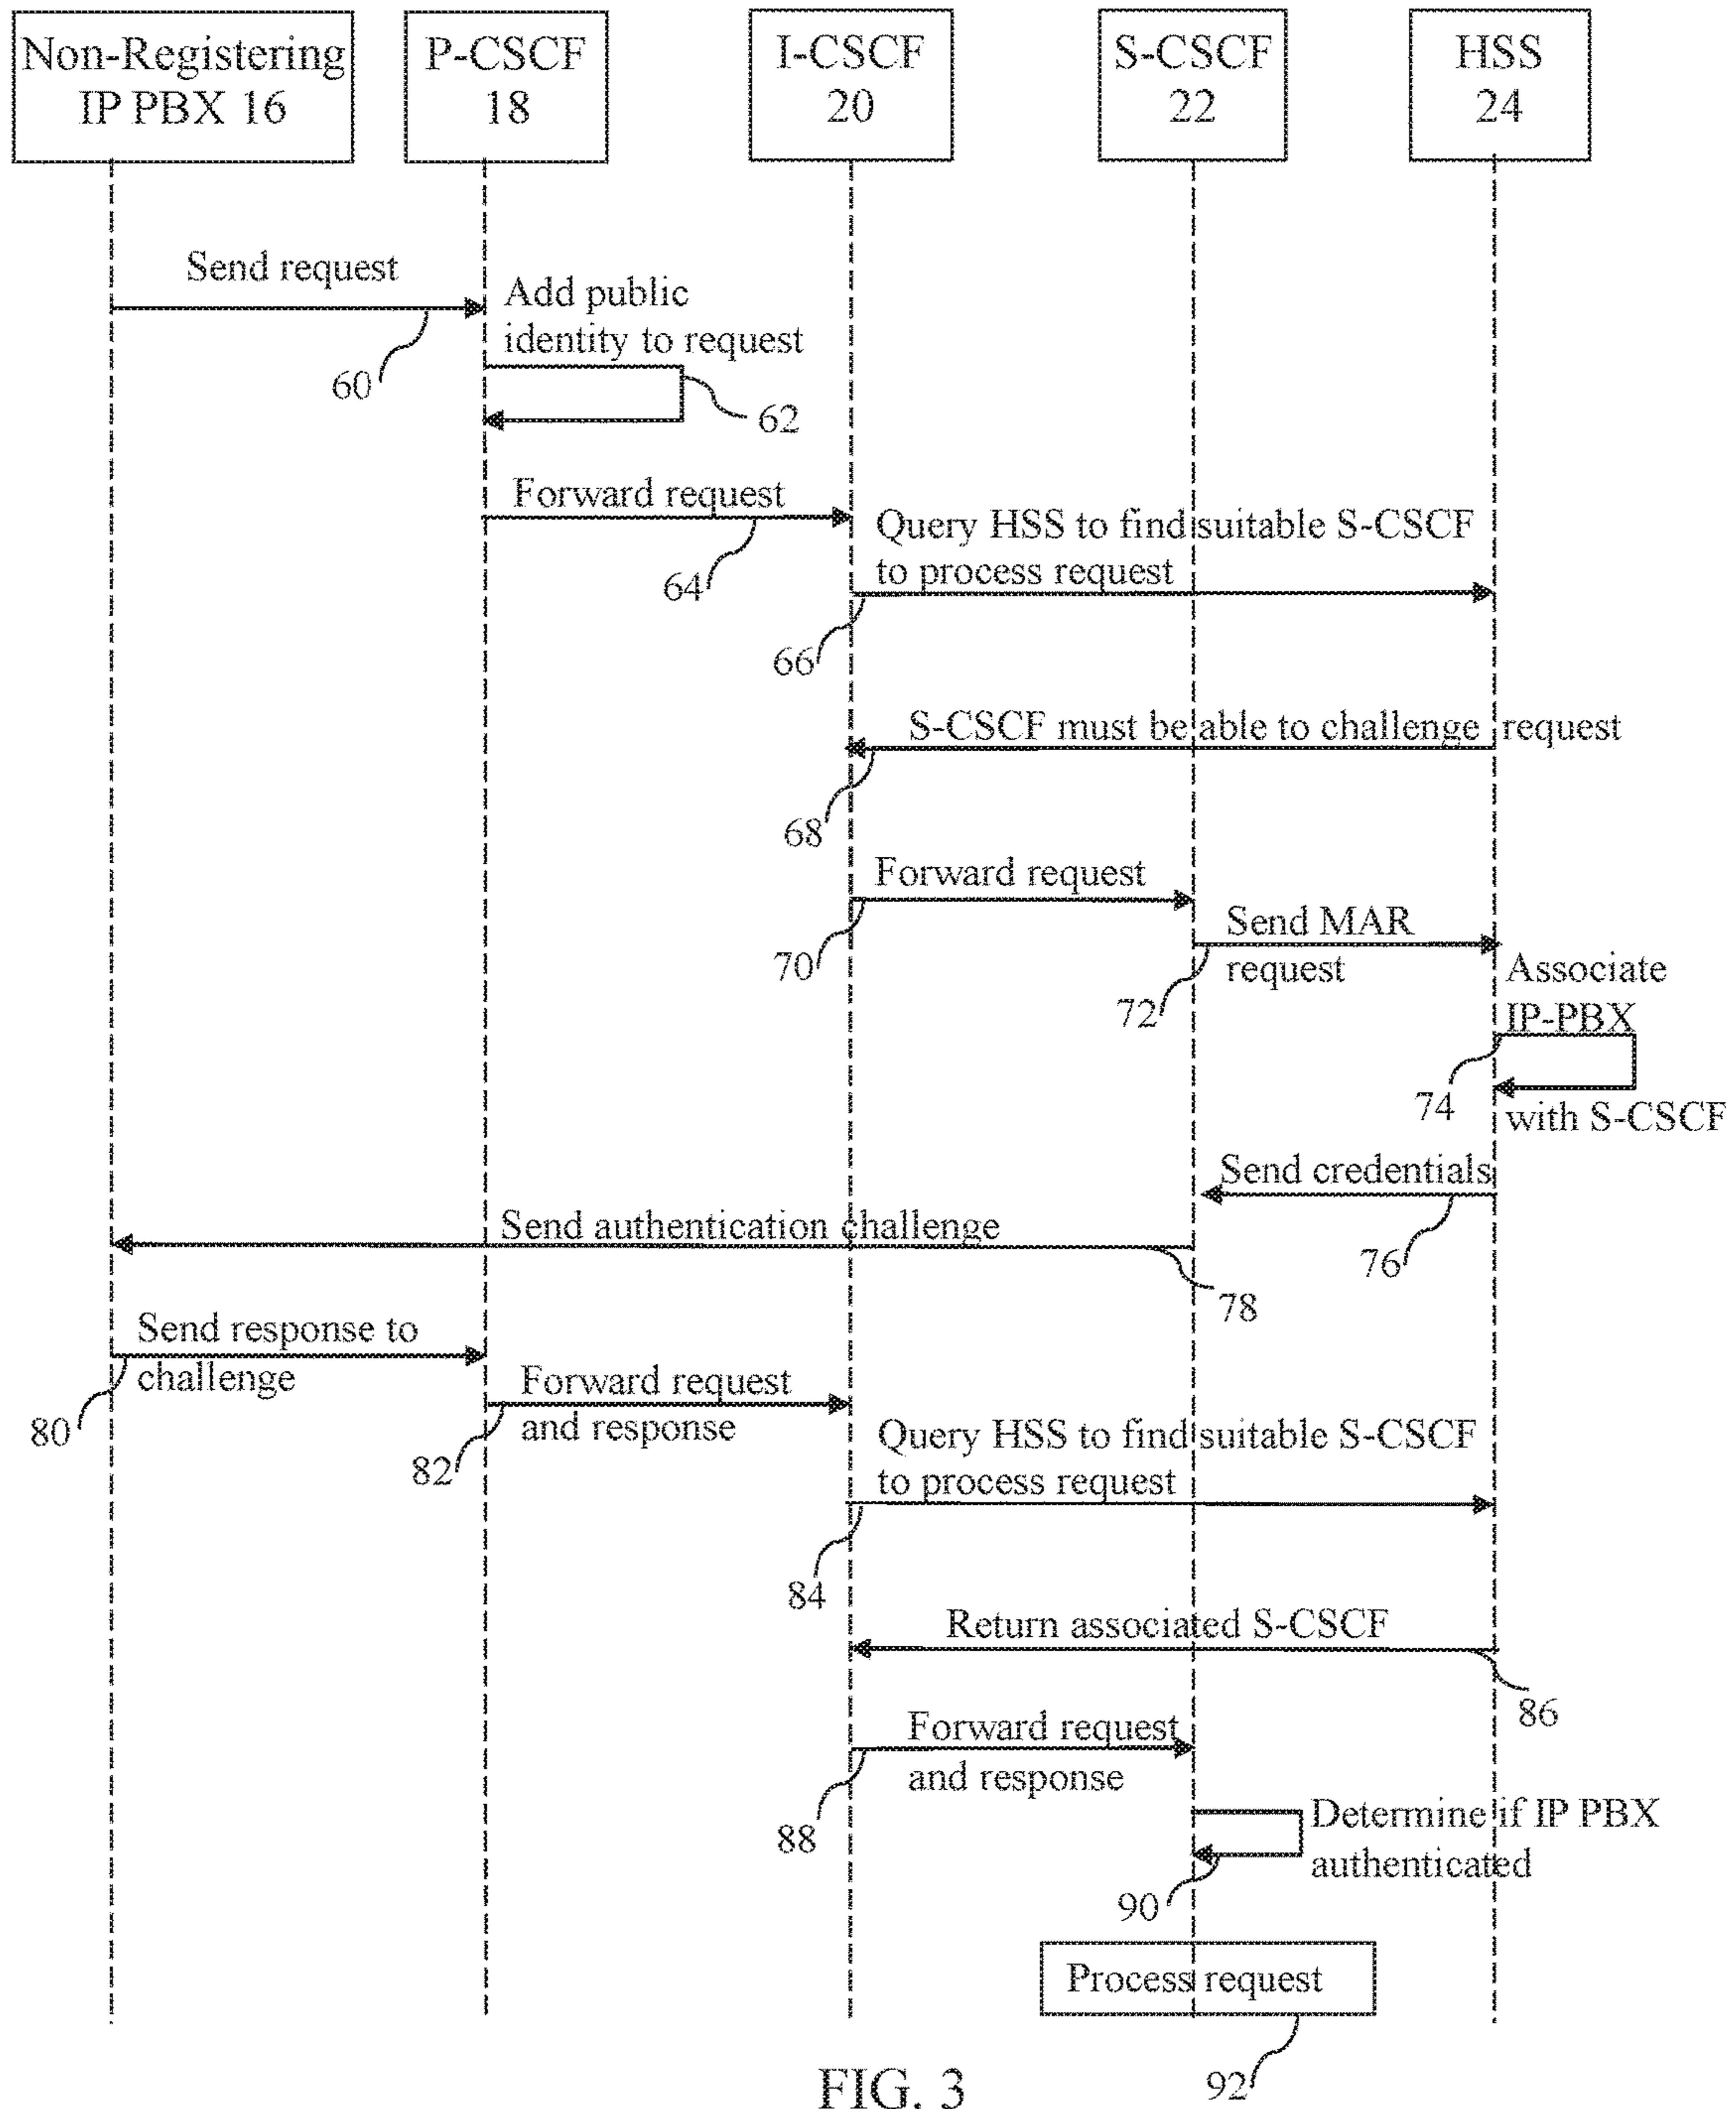 Non-Registering
IP PBX 16
P-CSCF
18
I-CSCF
20
S-CSCF
22
HSS
24
Send request
60
Add public
identity to request
62
Forward request
64
Query HSS to find suitable S-CSCF
to process request
66
S-CSCF must be able to challenge request
68
Forward request
70
Send MAR
request
72
Associate
IP-PBX
74
with S-CSCF
Send credentials
76
Send authentication challenge
78
Send response to
challenge
80
Forward request
and response
82
Query HSS to find suitable S-CSCF
to process request
84
Return associated S-CSCF
86
Forward request
and response
88
Determine if IP PBX
authenticated
90
Process request
92
FIG. 3